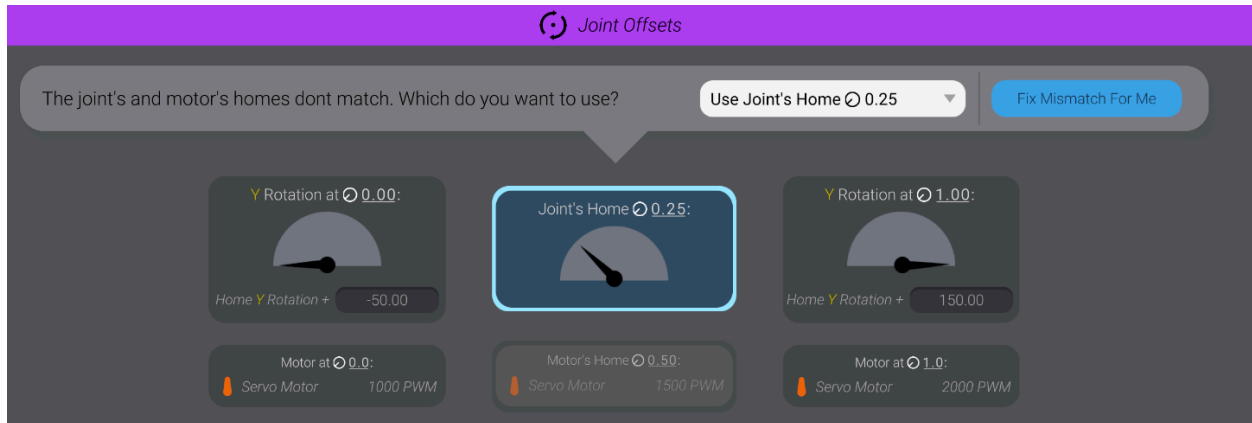 Joint Offsets
The joint's and motor's homes dont match. Which do you want to use?
Use Joint's Home 0.25
Fix Mismatch For Me
Y Rotation at 0.00:
Home Y Rotation + -50.00
Joint's Home 0.25:
Y Rotation at 1.00:
Home Y Rotation + 150.00
Motor at 0.0:
Servo Motor 1000 PWM
Motor's Home 0.50:
Servo Motor 1500 PWM
Motor at 1.0:
Servo Motor 2000 PWM